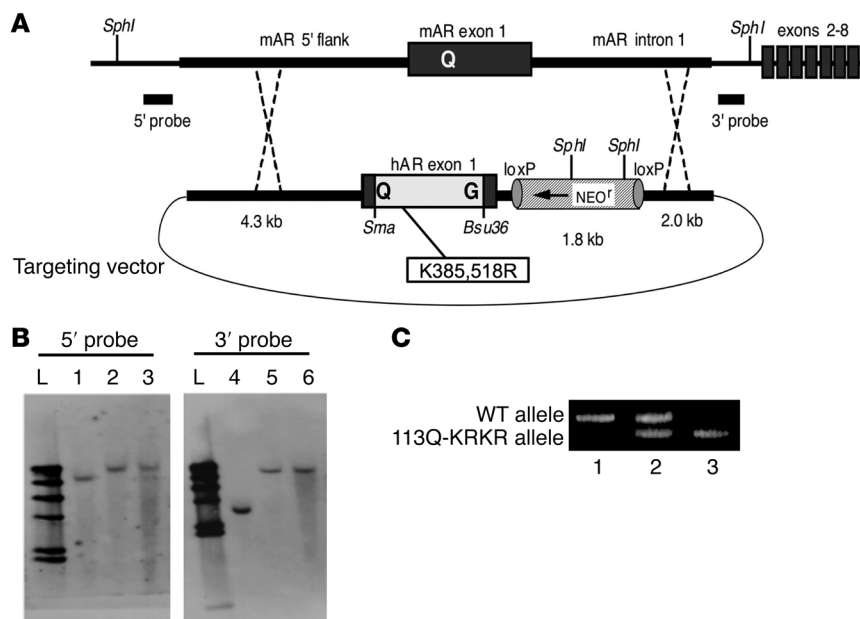 A
SphI
mAR 5' flank
mAR exon 1
Q
mAR intron 1
SphI
exons 2-8
5' probe
3' probe
hAR exon 1
loxP
SphI
SphI
loxP
Q
G
NEOr
4.3 kb
Sma
Bsu36
1.8 kb
2.0 kb
K385,518R
Targeting vector
B
5′ probe
3′ probe
L 1 2 3
L 4 5 6
C
WT allele
113Q-KRKR allele
1 2 3